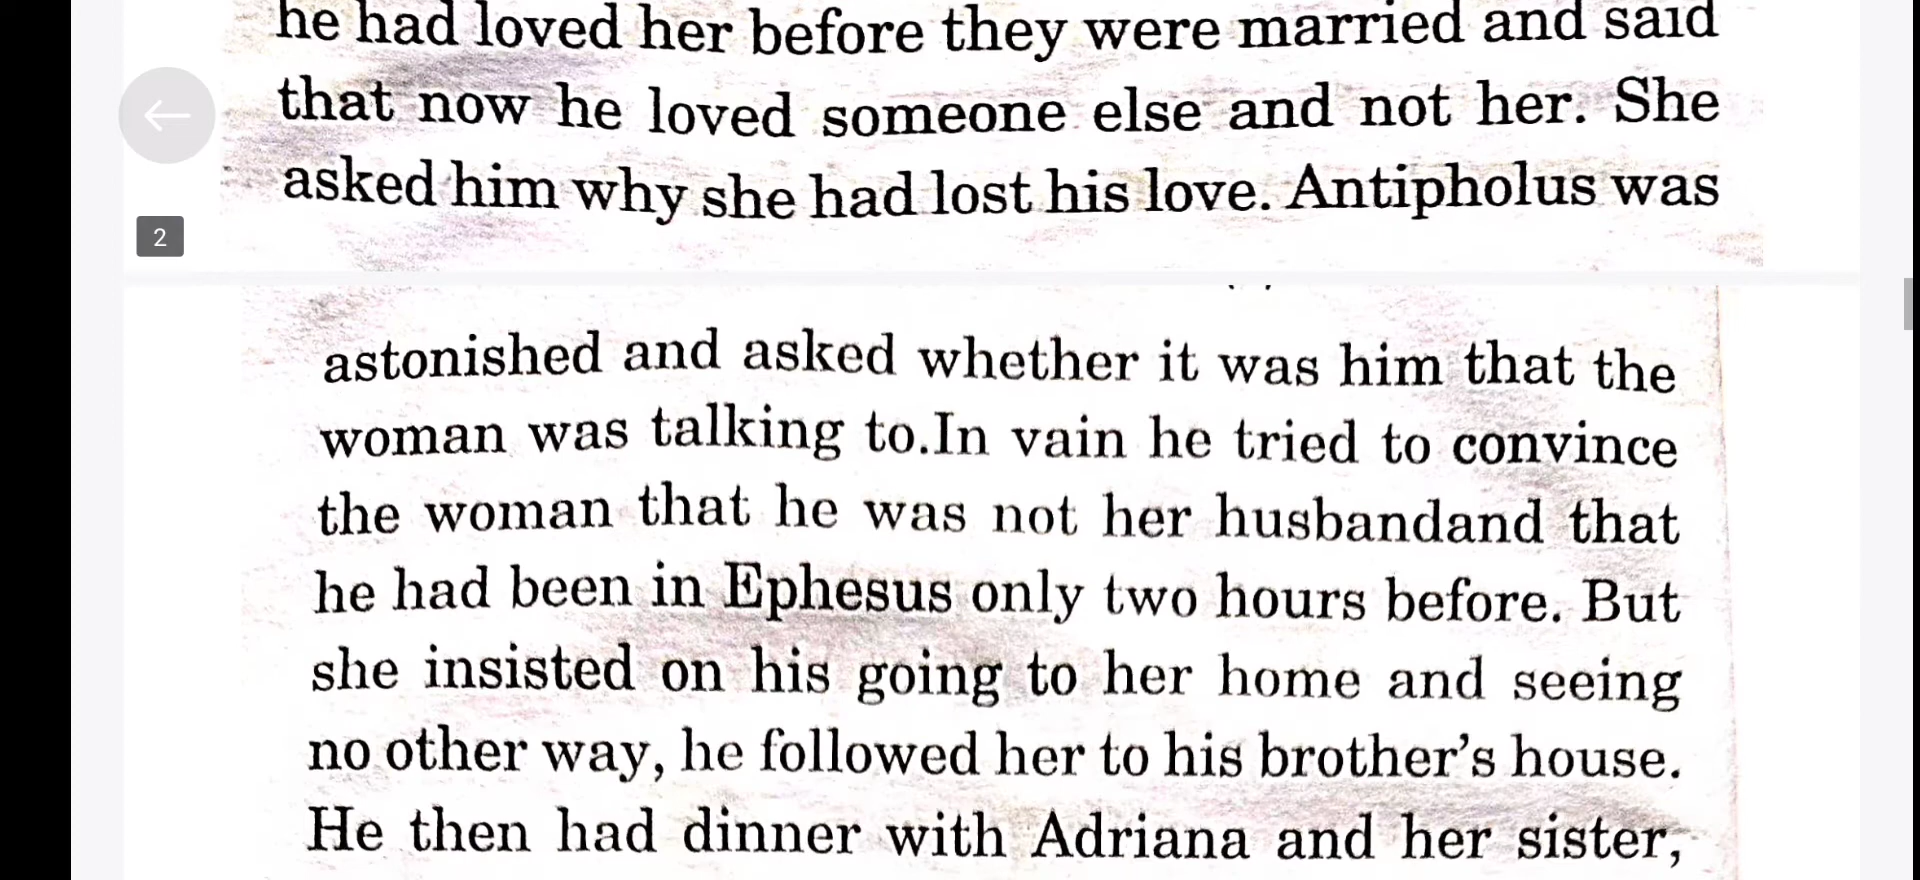 he had loved her before they were married and said
that now he loved someone else and not her. She
asked him why she had lost his love. Antipholus was
2
astonished and asked whether it was him that the
woman was talking to.In vain he tried to convince
the woman that he was not her husbandand that
he had been in Ephesus only two hours before. But
she insisted on his going to her home and seeing
no other way, he followed her to his brother's house.
He then had dinner with Adriana and her sister,